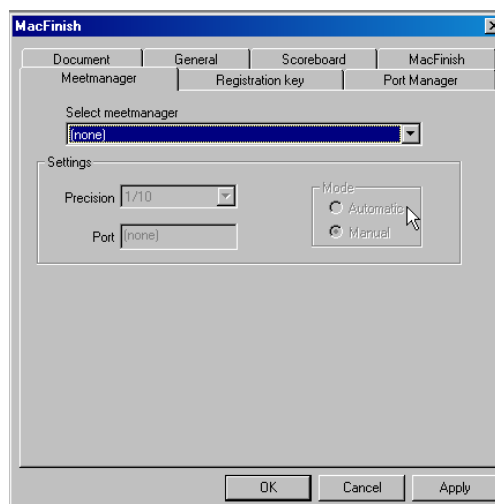 MacFinish
Document General Scoreboard MacFinish
Meetmanager Registration key Port Manager
Select meetmanager
(none)
Settings
Precision 1/10
Port (none)
Mode
Automatic
Manual
OK Cancel Apply